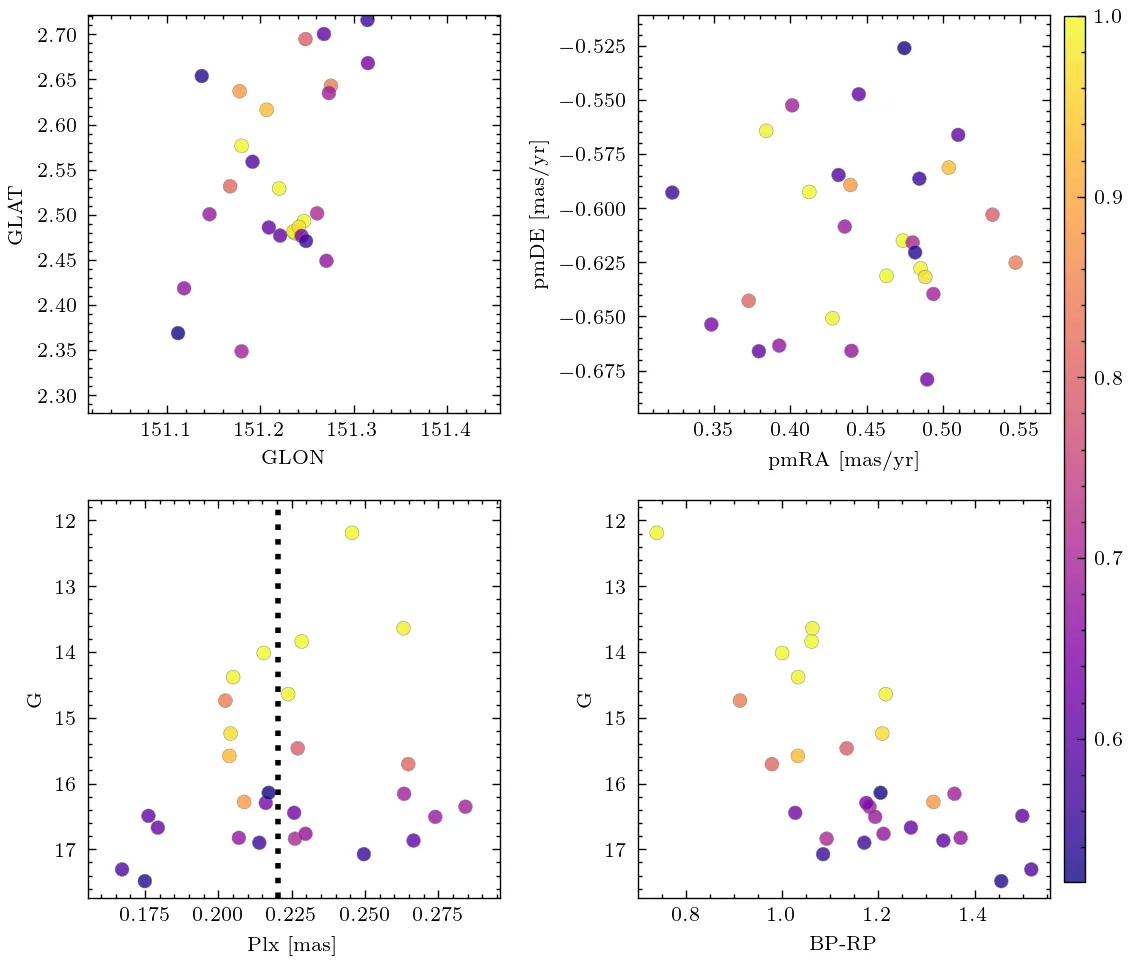 2.70
2.65
2.60
2.55
2.50
2.45
2.40
2.35
2.30
GLAT
151.1 151.2 151.3 151.4
GLON
−0.525
−0.550
−0.575
−0.600
−0.625
−0.650
−0.675
pmDE [mas/yr]
0.35 0.40 0.45 0.50 0.55
pmRA [mas/yr]
1.0
0.9
0.8
0.7
0.6
12
13
14
15
16
17
G
0.175 0.200 0.225 0.250 0.275
Plx [mas]
12
13
14
15
16
17
G
0.8 1.0 1.2 1.4
BP-RP